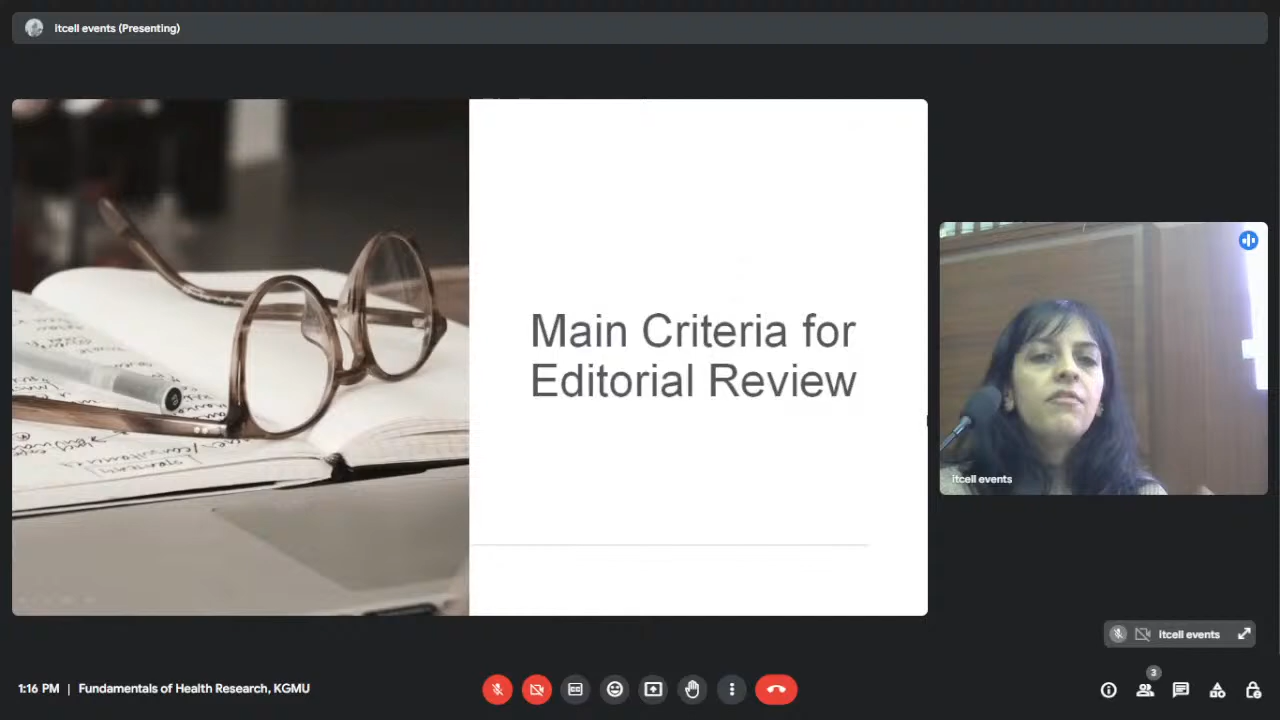 itcell events (Presenting)
Main Criteria for
Editorial Review
itcell events
itcell events
3
1:16 PM | Fundamentals of Health Research, KGMU